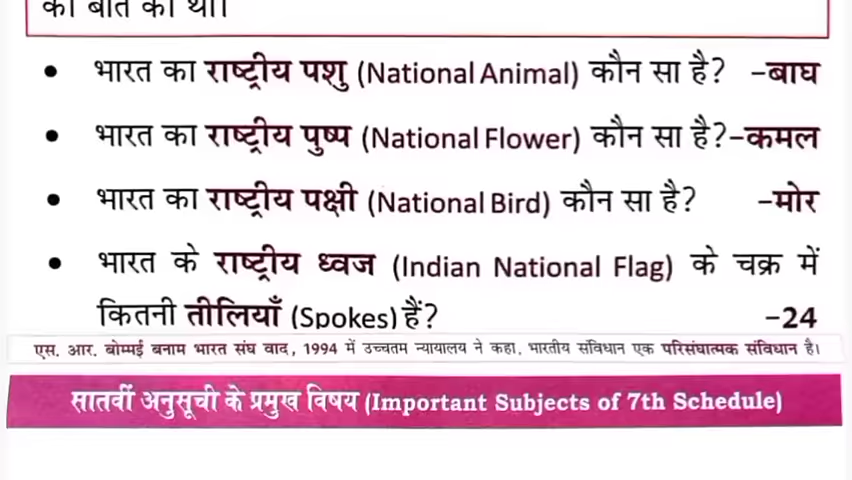 की बात की थी।
• भारत का राष्ट्रीय पशु (National Animal) कौन सा है? –बाघ
• भारत का राष्ट्रीय पुष्प (National Flower) कौन सा है?–कमल
• भारत का राष्ट्रीय पक्षी (National Bird) कौन सा है? –मोर
• भारत के राष्ट्रीय ध्वज (Indian National Flag) के चक्र में
कितनी तीलियाँ (Spokes) हैं? –24
एस. आर. बोम्मई बनाम भारत संघ वाद, 1994 में उच्चतम न्यायालय ने कहा, भारतीय संविधान एक परिसंघात्मक संविधान है।
सातवीं अनुसूची के प्रमुख विषय (Important Subjects of 7th Schedule)